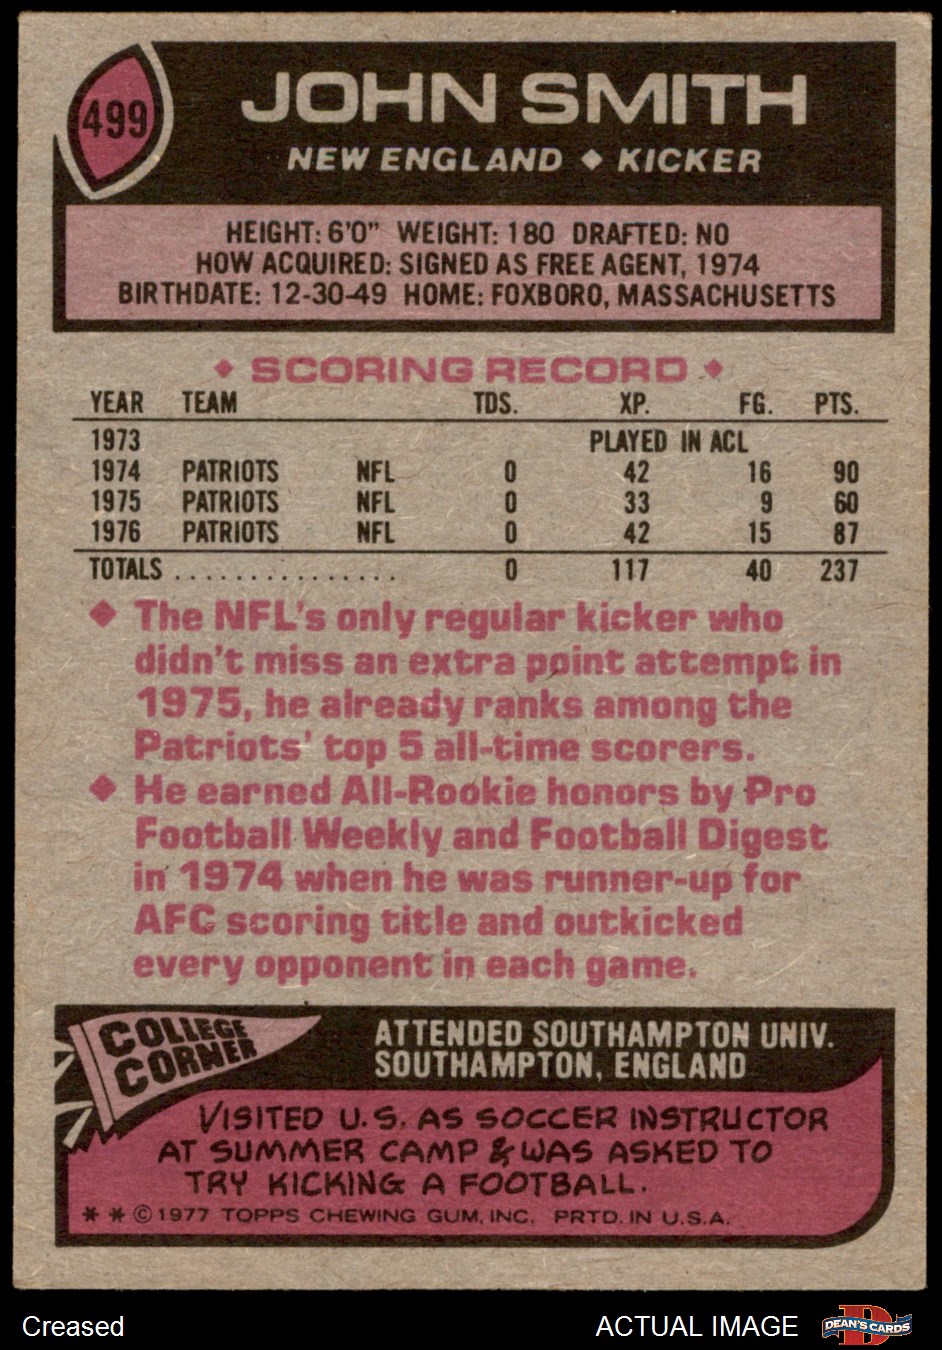 499
JOHN SMITH
NEW ENGLAND ◆ KICKER
HEIGHT: 6'0" WEIGHT: 180 DRAFTED: NO
HOW ACQUIRED: SIGNED AS FREE AGENT, 1974
BIRTHDATE: 12-30-49 HOME: FOXBORO, MASSACHUSETTS
◆ SCORING RECORD ◆
YEAR TEAM TDS. XP. FG. PTS.
1973 PLAYED IN ACL
1974 PATRIOTS NFL 0 42 16 90
1975 PATRIOTS NFL 0 33 9 60
1976 PATRIOTS NFL 0 42 15 87
TOTALS . . . . . . . . . . . . . . . 0 117 40 237
◆ The NFL's only regular kicker who
didn't miss an extra point attempt in
1975, he already ranks among the
Patriots' top 5 all-time scorers.
◆ He earned All-Rookie honors by Pro
Football Weekly and Football Digest
in 1974 when he was runner-up for
AFC scoring title and outkicked
every opponent in each game.
COLLEGE
CORNER
ATTENDED SOUTHAMPTON UNIV.
SOUTHAMPTON, ENGLAND
VISITED U.S. AS SOCCER INSTRUCTOR
AT SUMMER CAMP & WAS ASKED TO
TRY KICKING A FOOTBALL.
* * © 1977 TOPPS CHEWING GUM, INC. PRTD. IN U.S.A.
Creased
ACTUAL IMAGE
D
DEAN'S CARDS